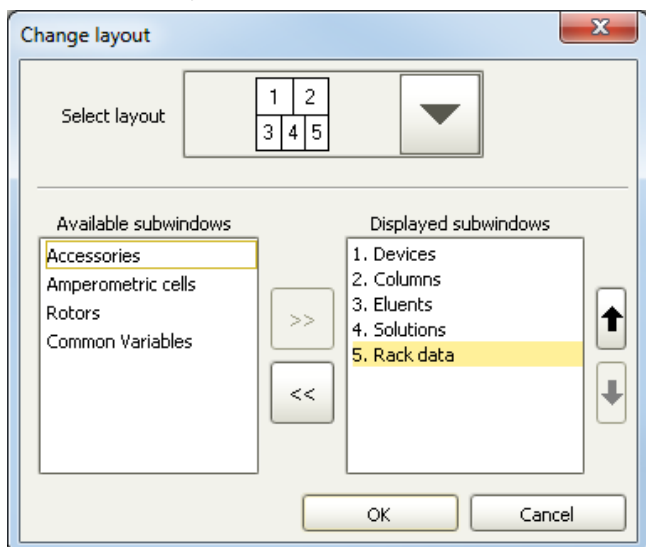 Change layout
x
Select layout
1 2
3 4 5
Available subwindows
Displayed subwindows
Accessories
Amperometric cells
Rotors
Common Variables
>>
<<
1. Devices
2. Columns
3. Eluents
4. Solutions
5. Rack data
OK
Cancel